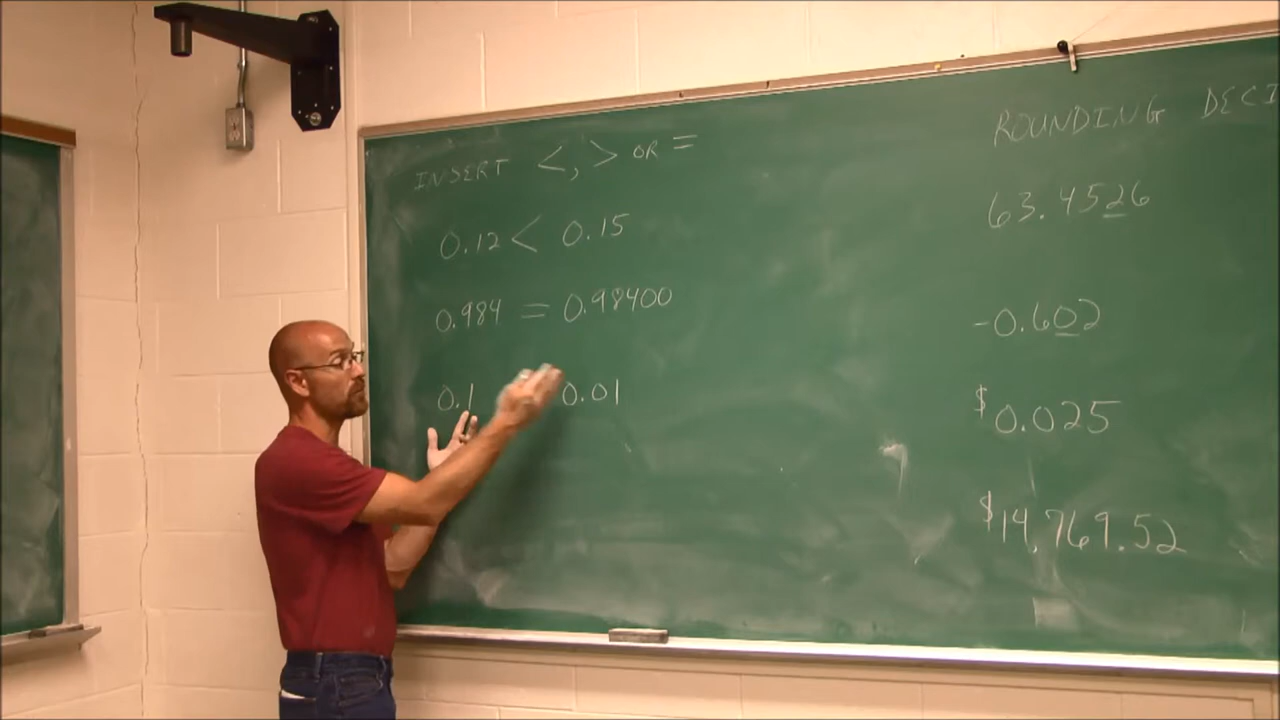 INSERT <, > OR =
0.12 < 0.15
0.984 = 0.98400
0.1 0.01
ROUNDING DECI
63.4526
-0.602
$0.025
$14,769.52